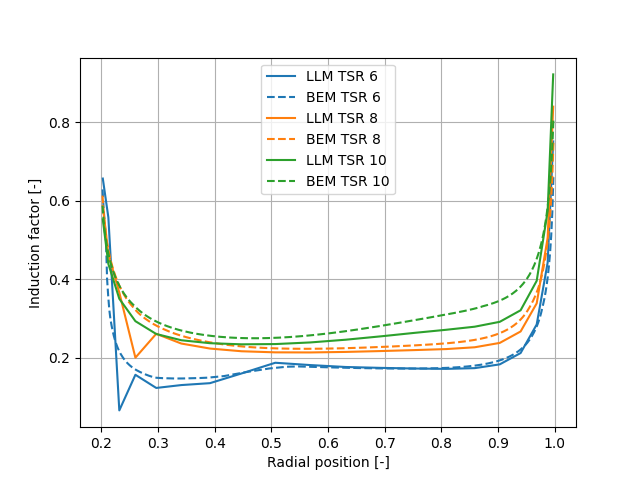 LLM TSR 6
BEM TSR 6
LLM TSR 8
BEM TSR 8
LLM TSR 10
BEM TSR 10
0.8
0.6
0.4
0.2
Induction factor [-]
0.2 0.3 0.4 0.5 0.6 0.7 0.8 0.9 1.0
Radial position [-]